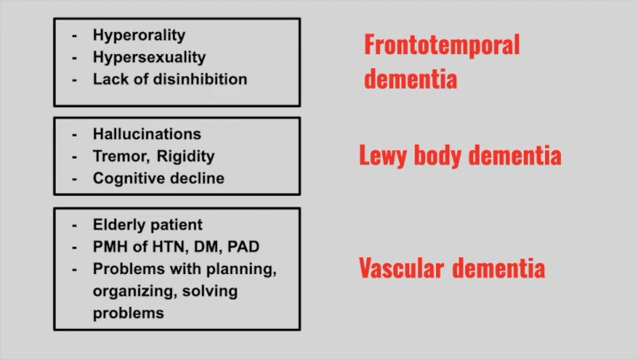 - Hyperorality
- Hypersexuality
- Lack of disinhibition
Frontotemporal
dementia
- Hallucinations
- Tremor, Rigidity
- Cognitive decline
Lewy body dementia
- Elderly patient
- PMH of HTN, DM, PAD
- Problems with planning,
organizing, solving
problems
Vascular dementia